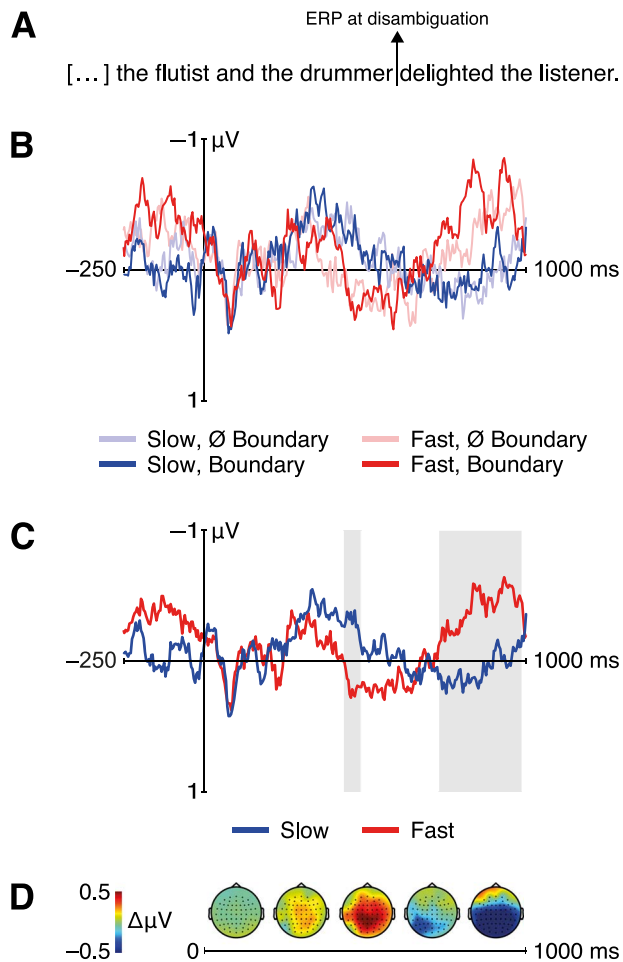 A
ERP at disambiguation
[…] the flutist and the drummer delighted the listener.
B
−1 µV
−250
1000 ms
1
Slow, Ø Boundary
Fast, Ø Boundary
Slow, Boundary
Fast, Boundary
C
−1 µV
−250
1000 ms
1
Slow
Fast
D
0.5
ΔµV
−0.5
0
1000 ms